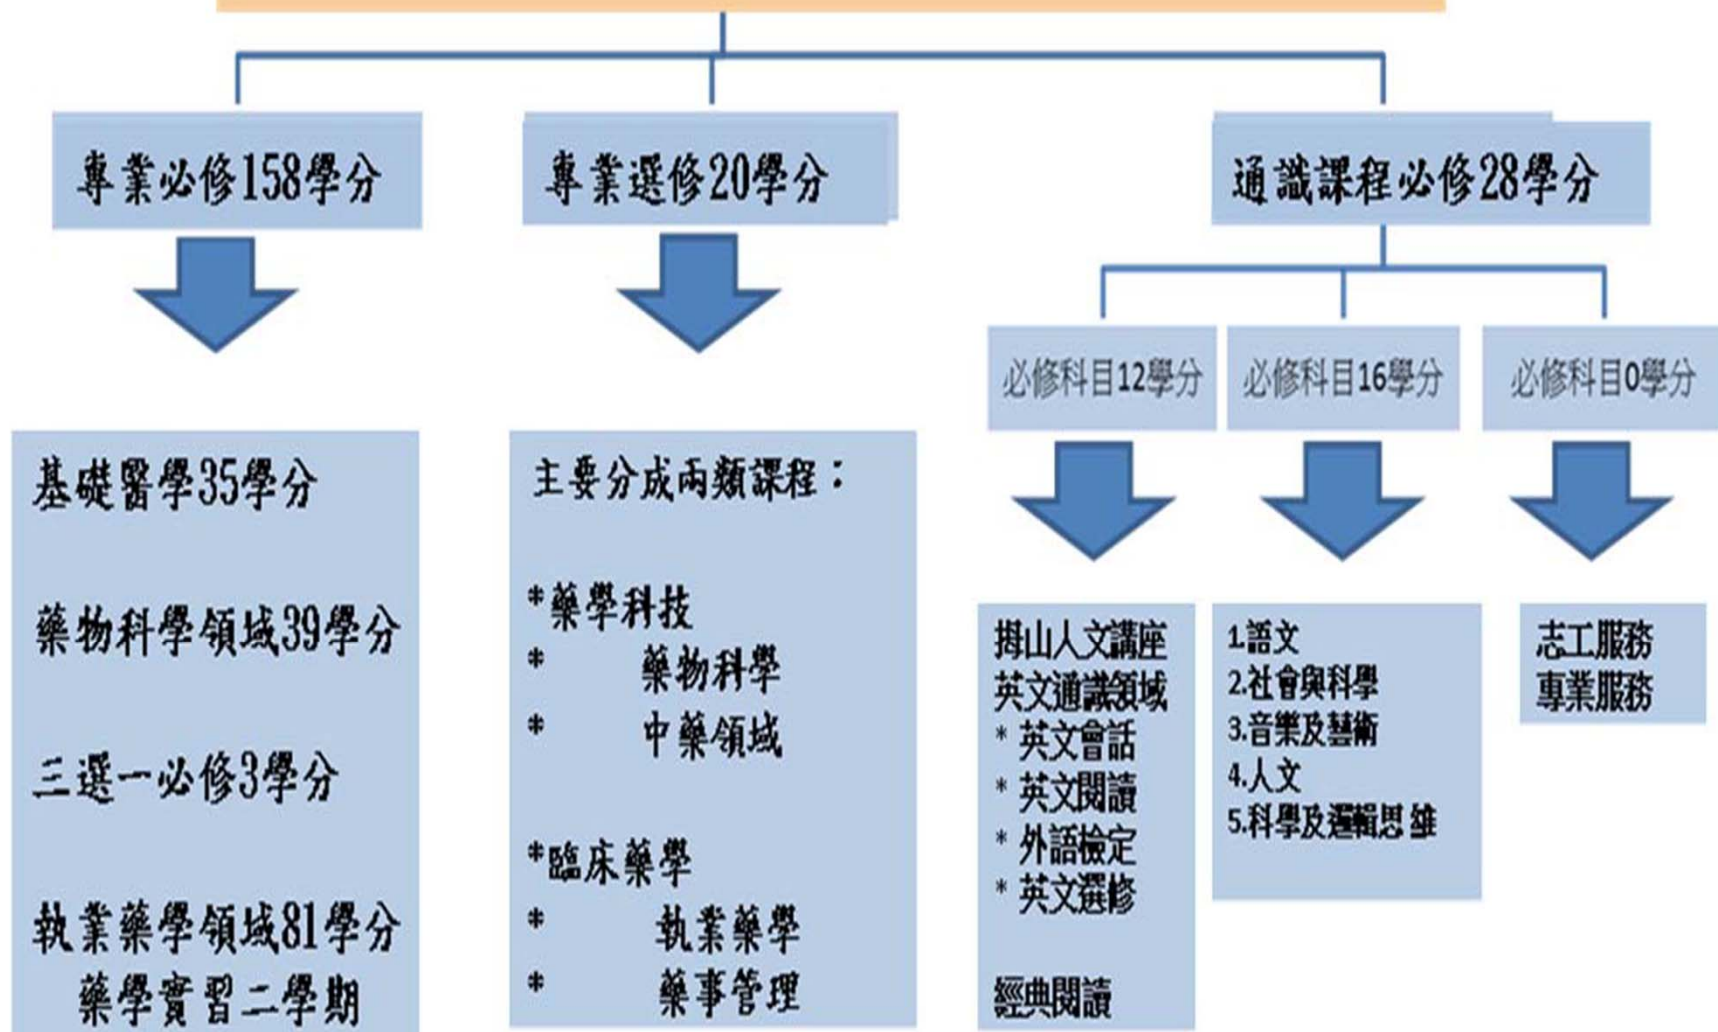 專業必修158學分
基礎醫學35學分
藥物科學領域39學分
三選一必修3學分
執業藥學領域81學分
藥學實習二學期
專業選修20學分
主要分成兩類課程：
*藥學科技
* 藥物科學
* 中藥領域
*臨床藥學
* 執業藥學
* 藥事管理
通識課程必修28學分
必修科目12學分
拇山人文講座
英文通識領域
* 英文會話
* 英文閱讀
* 外語檢定
* 英文選修
經典閱讀
必修科目16學分
1.語文
2.社會與科學
3.音樂及藝術
4.人文
5.科學及邏輯思維
必修科目0學分
志工服務
專業服務